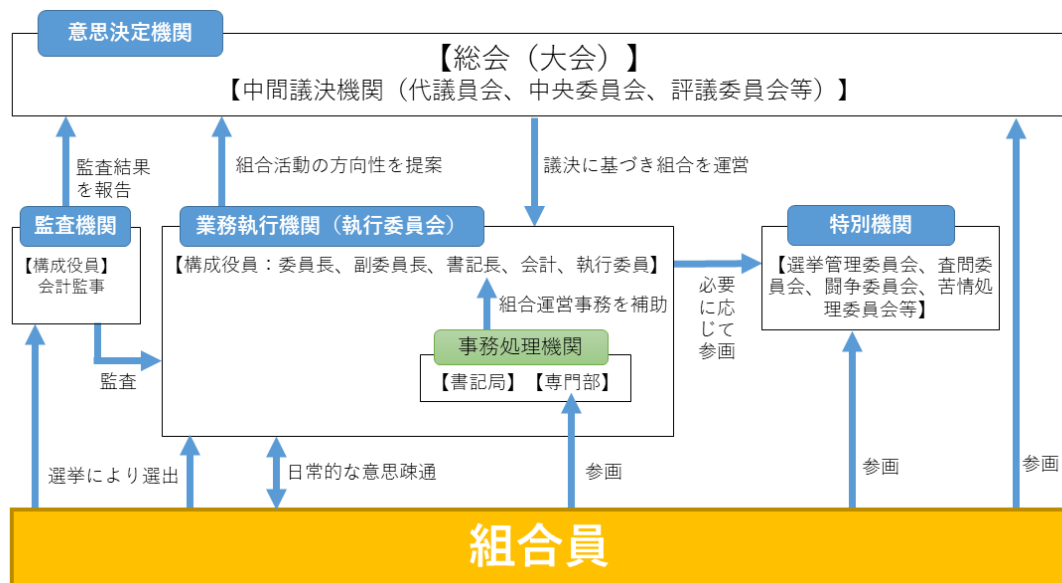 意思決定機関
【総会（大会）】
【中間議決機関（代議員会、中央委員会、評議委員会等）】
監査結果
を報告
組合活動の方向性を提案
議決に基づき組合を運営
監査機関
【構成役員】
会計監事
業務執行機関（執行委員会）
【構成役員：委員長、副委員長、書記長、会計、執行委員】
組合運営事務を補助
事務処理機関
【書記局】【専門部】
必要
に応
じて
参画
特別機関
【選挙管理委員会、査問委
員会、闘争委員会、苦情処
理委員会等】
監査
選挙により選出
日常的な意思疎通
参画
参画
参画
組合員